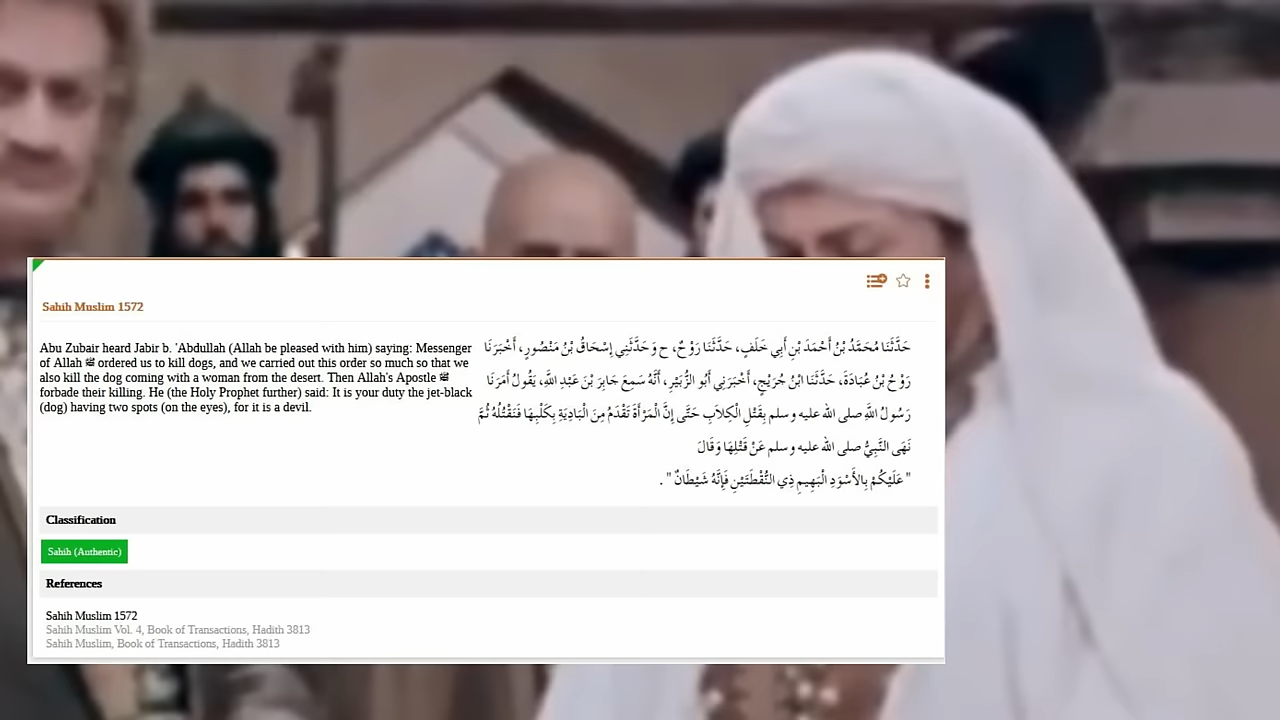 Sahih Muslim 1572
Abu Zubair heard Jabir b. 'Abdullah (Allah be pleased with him) saying: Messenger
of Allah ﷺ ordered us to kill dogs, and we carried out this order so much so that we
also kill the dog coming with a woman from the desert. Then Allah's Apostle ﷺ
forbade their killing. He (the Holy Prophet further) said: It is your duty the jet-black
(dog) having two spots (on the eyes), for it is a devil.
حَدَّثَنَا مُحَمَّدُ بْنُ أَحْمَدَ بْنِ أَبِي خَلَفٍ، حَدَّثَنَا رَوْحٌ، ح وَحَدَّثَنِي إِسْحَاقُ بْنُ مَنْصُورٍ، أَخْبَرَنَا
رَوْحُ بْنُ عُبَادَةَ، حَدَّثَنَا ابْنُ جُرَيْجٍ، أَخْبَرَنِي أَبُو الزُّبَيْرِ، أَنَّهُ سَمِعَ جَابِرَ بْنَ عَبْدِ اللَّهِ، يَقُولُ أَمَرَنَا
رَسُولُ اللَّهِ صلى الله عليه وسلم بِقَتْلِ الْكِلاَبِ حَتَّى إِنَّ الْمَرْأَةَ تَقْدَمُ مِنَ الْبَادِيَةِ بِكَلْبِهَا فَنَقْتُلُهُ ثُمَّ
نَهَى النَّبِيُّ صلى الله عليه وسلم عَنْ قَتْلِهَا وَقَالَ
" عَلَيْكُمْ بِالأَسْوَدِ الْبَهِيمِ ذِي النُّقْطَتَيْنِ فَإِنَّهُ شَيْطَانٌ " .
Classification
Sahih (Authentic)
References
Sahih Muslim 1572
Sahih Muslim Vol. 4, Book of Transactions, Hadith 3813
Sahih Muslim, Book of Transactions, Hadith 3813